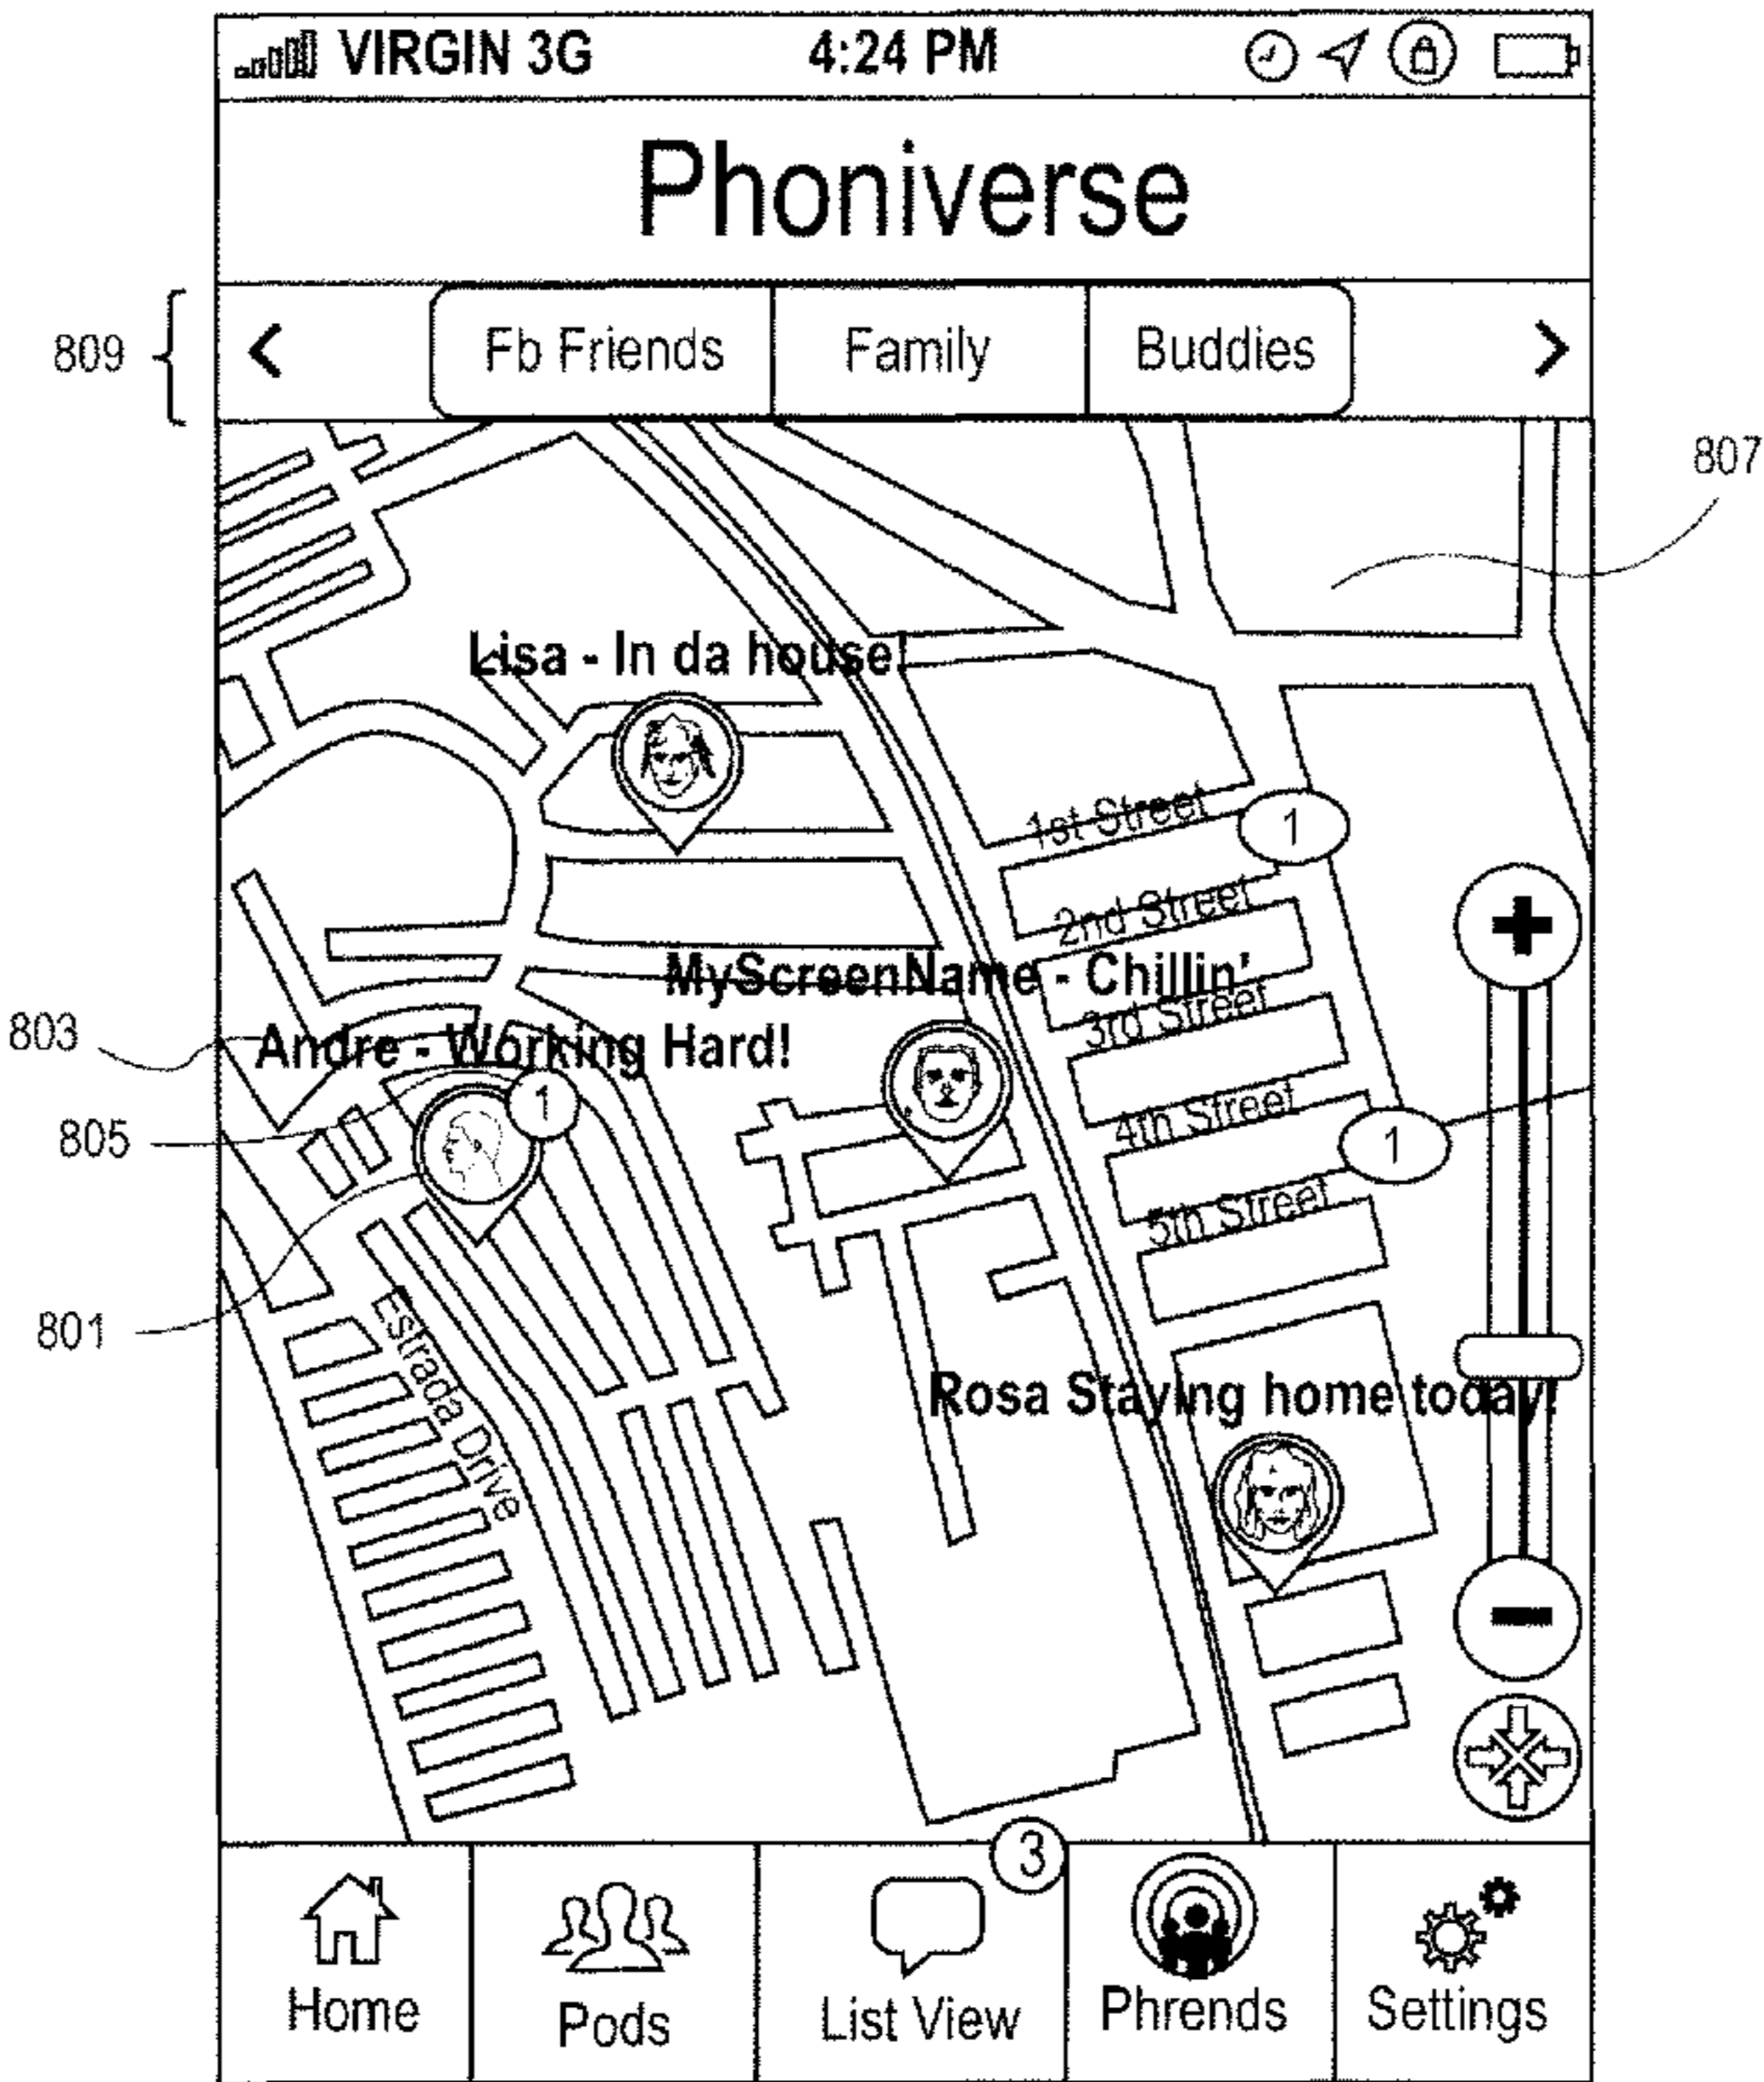 VIRGIN 3G 4:24 PM
Phoniverse
809
Fb Friends Family Buddies
807
Lisa - In da house!
1st Street
1
2nd Street
MyScreenName - Chillin'
3rd Street
803
Andre - Working Hard!
1
805
4th Street
1
5th Street
801
Estrada Drive
Rosa Staying home today!
3
Home Pods List View Phrends Settings